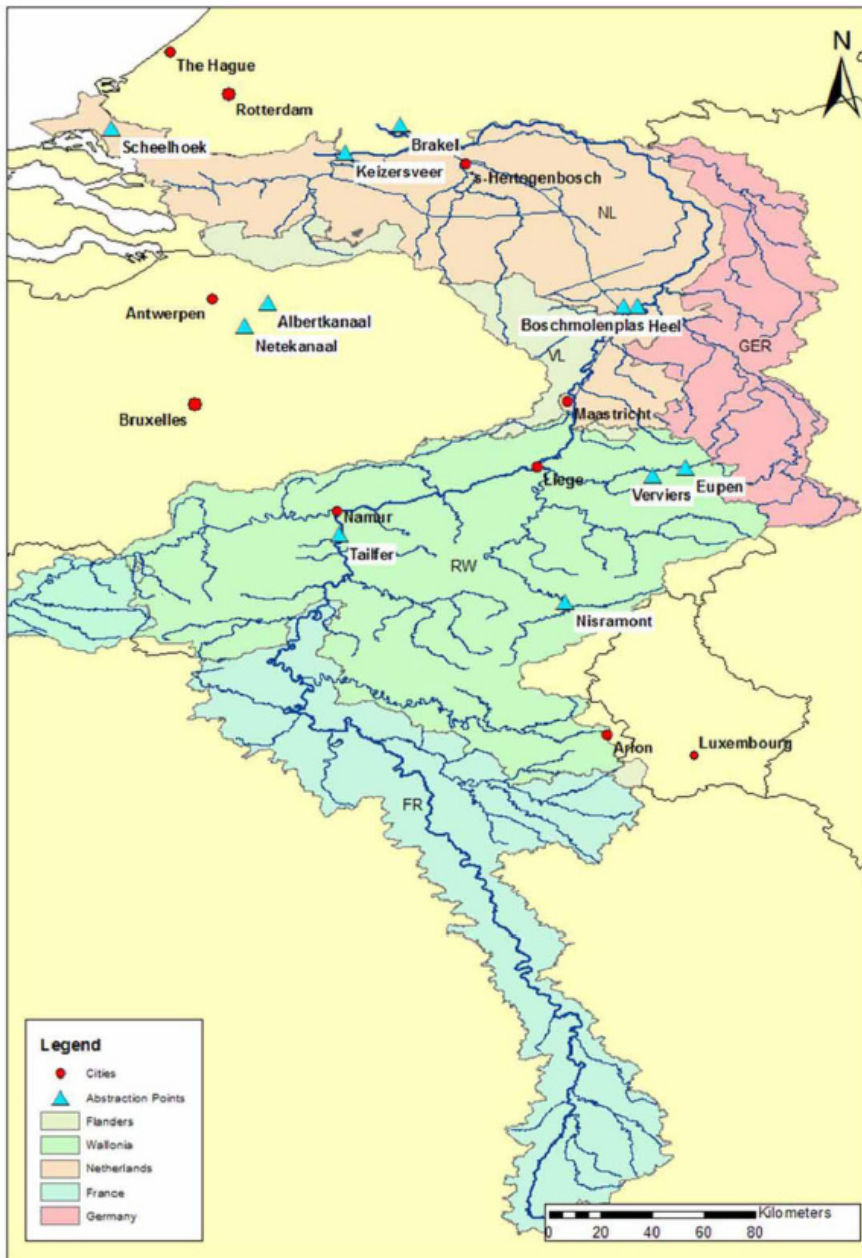 N
The Hague
Rotterdam
Scheelhoek
Brakel
Keizersveer
's-Hertogenbosch
NL
Antwerpen
Albertkanaal
Netekanaal
Boschmolenplas Heel
VL
GER
Bruxelles
Maastricht
Liege
Verviers
Eupen
Namur
Tailfer
RW
Nisramont
Arlon
Luxembourg
FR
Legend
Cities
Abstraction Points
Flanders
Wallonia
Netherlands
France
Germany
Kilometers
0 20 40 60 80